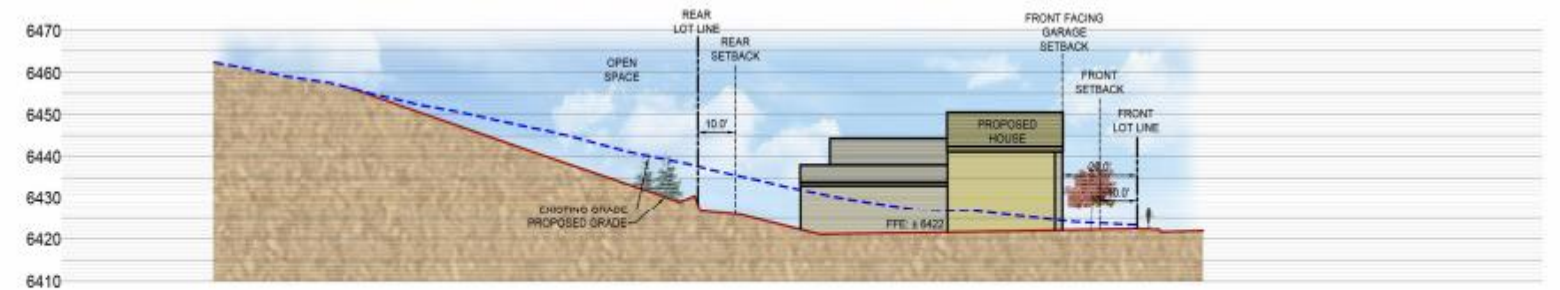 6470
6460
6450
6440
6430
6420
6410
OPEN
SPACE
REAR
LOT LINE
REAR
SETBACK
10.0'
EXISTING GRADE
PROPOSED GRADE
PROPOSED
HOUSE
FFE: ± 6422
FRONT FACING
GARAGE
SETBACK
FRONT
SETBACK
FRONT
LOT LINE
20.0'
10.0'